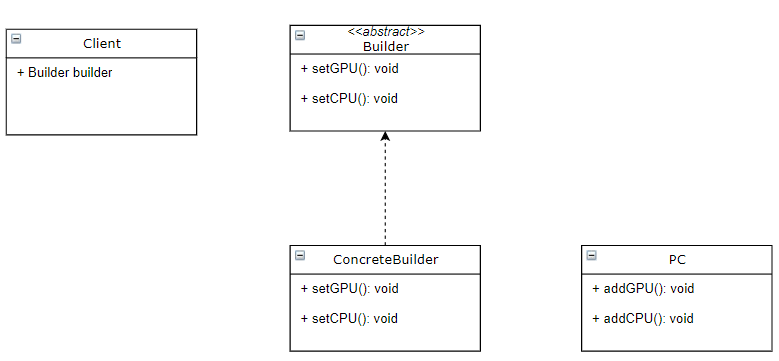 Client
+ Builder builder
<<abstract>>
Builder
+ setGPU(): void
+ setCPU(): void
ConcreteBuilder
+ setGPU(): void
+ setCPU(): void
PC
+ addGPU(): void
+ addCPU(): void